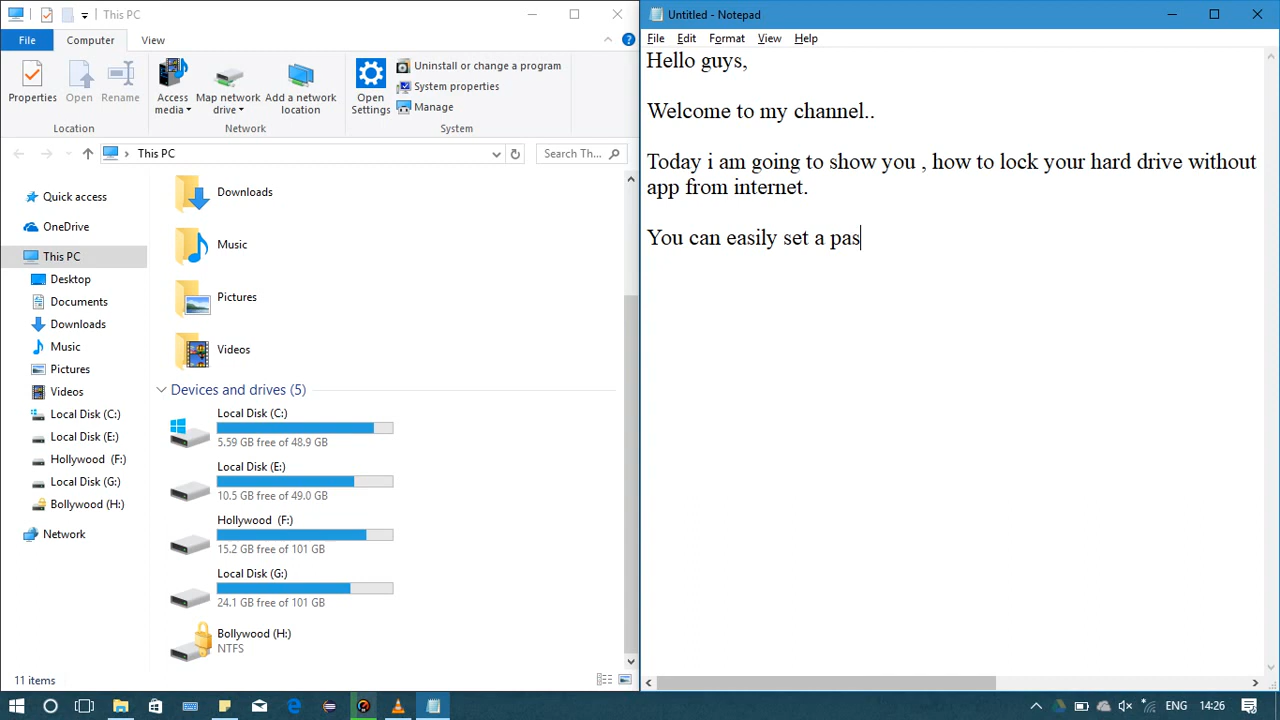 This PC
File
Computer
View
Properties
Open
Rename
Location
Access media
Map network drive
Add a network location
Network
Open Settings
Uninstall or change a program
System properties
Manage
System
This PC
Search Th...
Quick access
OneDrive
This PC
Desktop
Documents
Downloads
Music
Pictures
Videos
Local Disk (C:)
Local Disk (E:)
Hollywood (F:)
Local Disk (G:)
Bollywood (H:)
Network
Downloads
Music
Pictures
Videos
Devices and drives (5)
Local Disk (C:)
5.59 GB free of 48.9 GB
Local Disk (E:)
10.5 GB free of 49.0 GB
Hollywood (F:)
15.2 GB free of 101 GB
Local Disk (G:)
24.1 GB free of 101 GB
Bollywood (H:)
NTFS
11 items
Untitled - Notepad
File Edit Format View Help
Hello guys,
Welcome to my channel..
Today i am going to show you , how to lock your hard drive without
app from internet.
You can easily set a pas
ENG 14:26